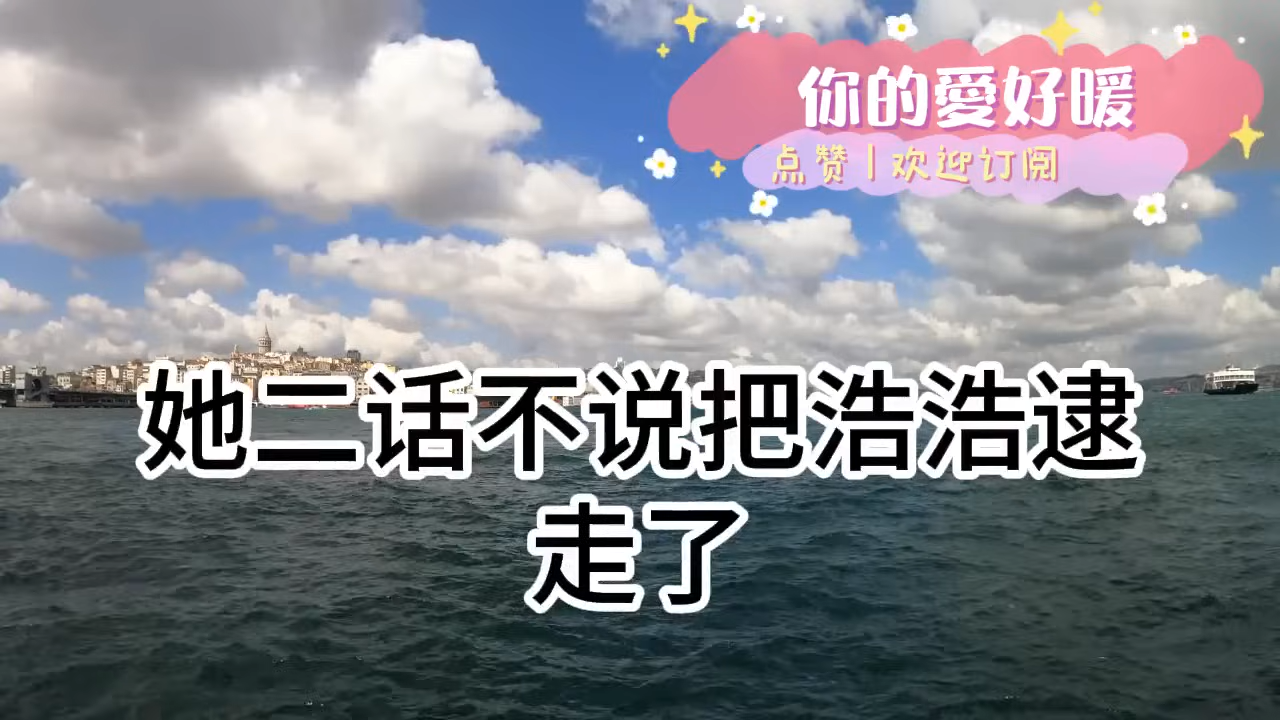 你的愛好暖
点赞 | 欢迎订阅
她二话不说把浩浩逮
走了